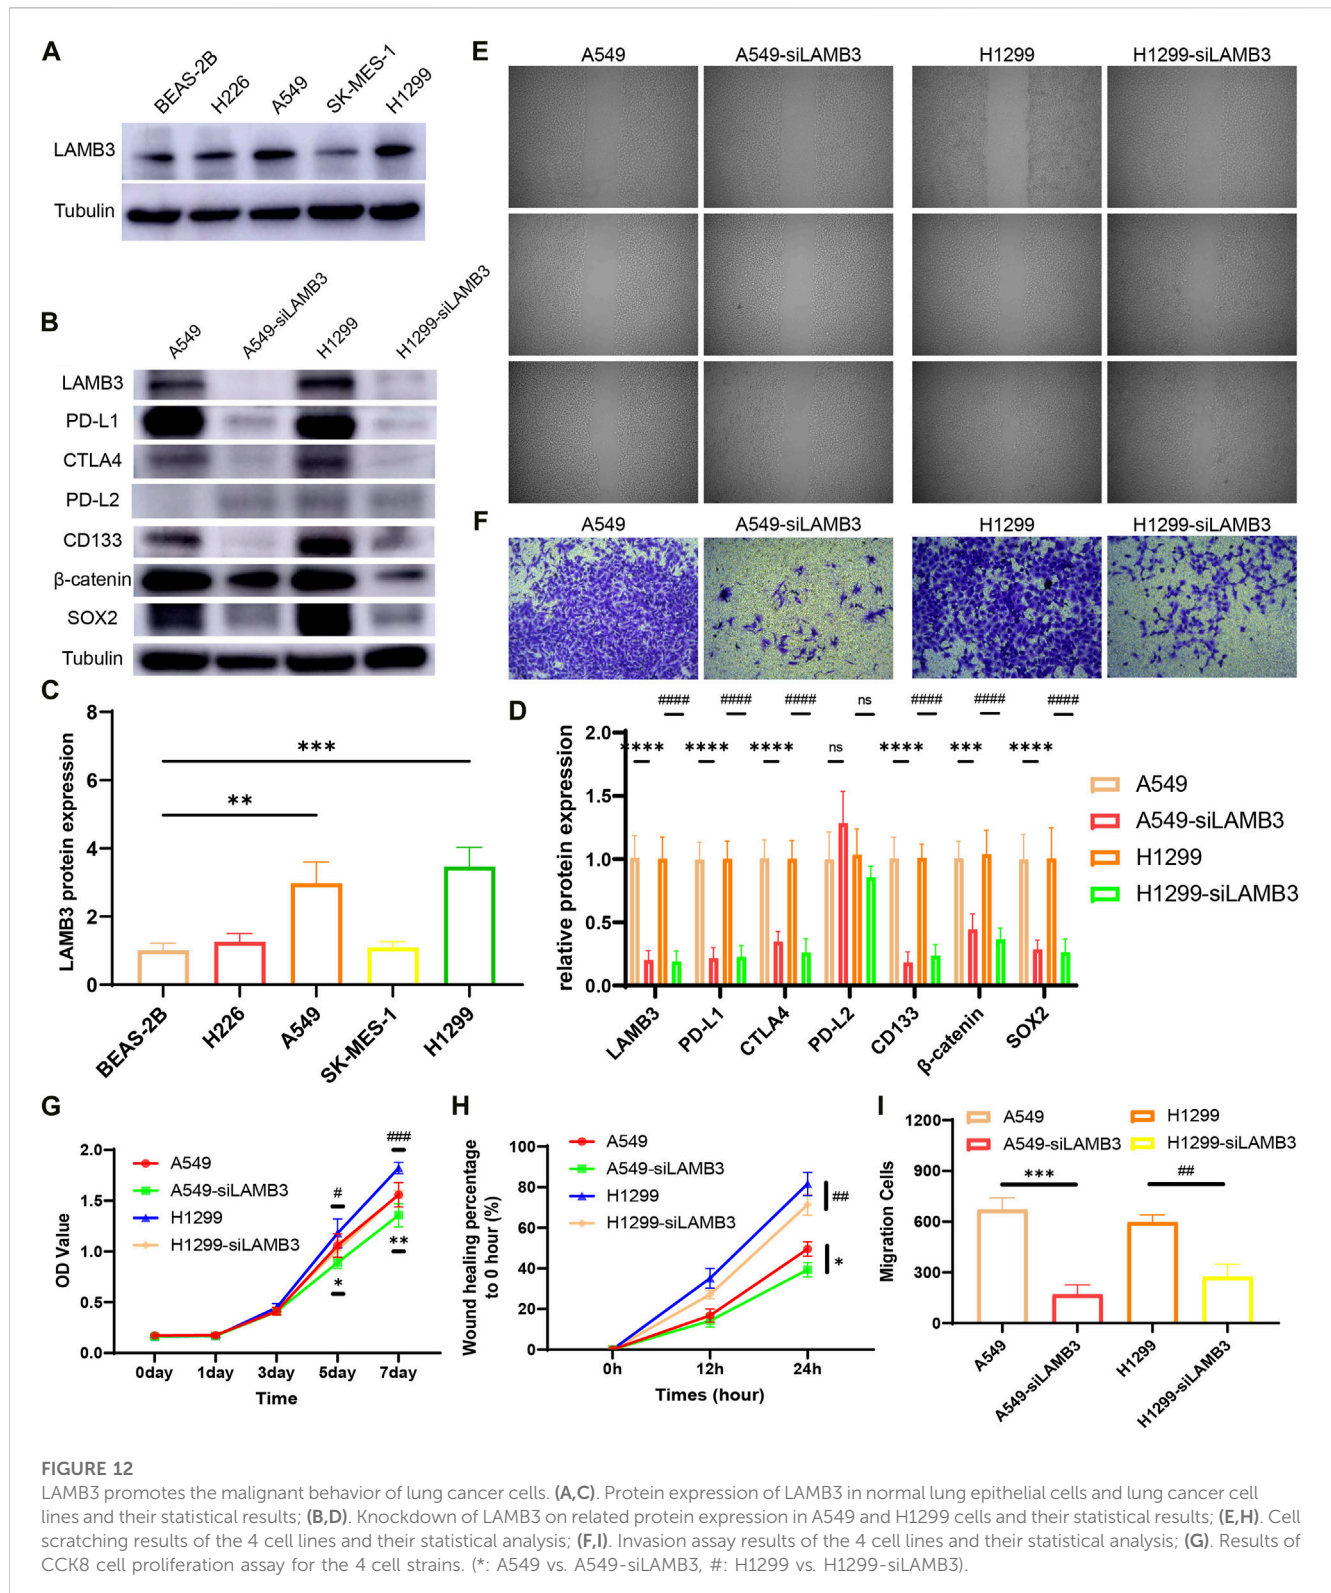 A
BEAS-2B
H226
A549
SK-MES-1
H1299
LAMB3
Tubulin
B
A549
A549-siLAMB3
H1299
H1299-siLAMB3
LAMB3
PD-L1
CTLA4
PD-L2
CD133
β-catenin
SOX2
Tubulin
E
A549
A549-siLAMB3
H1299
H1299-siLAMB3
F
A549
A549-siLAMB3
H1299
H1299-siLAMB3
C
LAMB3 protein expression
8
6
4
2
0
***
**
BEAS-2B
H226
A549
SK-MES-1
H1299
D
#### #### #### ns #### #### ####
**** **** **** ns **** *** ****
relative protein expression
2.0
1.5
1.0
0.5
0.0
LAMB3
PD-L1
CTLA4
PD-L2
CD133
β-catenin
SOX2
A549
A549-siLAMB3
H1299
H1299-siLAMB3
G
OD Value
2.0
1.5
1.0
0.5
0.0
A549
A549-siLAMB3
H1299
H1299-siLAMB3
###
#
**
*
0day 1day 3day 5day 7day
Time
H
Wound healing percentage
to 0 hour (%)
100
80
60
40
20
0
A549
A549-siLAMB3
H1299
H1299-siLAMB3
##
*
0h 12h 24h
Times (hour)
I
Migration Cells
1200
900
600
300
0
A549
A549-siLAMB3
H1299
H1299-siLAMB3
***
##
A549
A549-siLAMB3
H1299
H1299-siLAMB3
FIGURE 12
LAMB3 promotes the malignant behavior of lung cancer cells. (A,C). Protein expression of LAMB3 in normal lung epithelial cells and lung cancer cell
lines and their statistical results; (B,D). Knockdown of LAMB3 on related protein expression in A549 and H1299 cells and their statistical results; (E,H). Cell
scratching results of the 4 cell lines and their statistical analysis; (F,I). Invasion assay results of the 4 cell lines and their statistical analysis; (G). Results of
CCK8 cell proliferation assay for the 4 cell strains. (*: A549 vs. A549-siLAMB3, #: H1299 vs. H1299-siLAMB3).